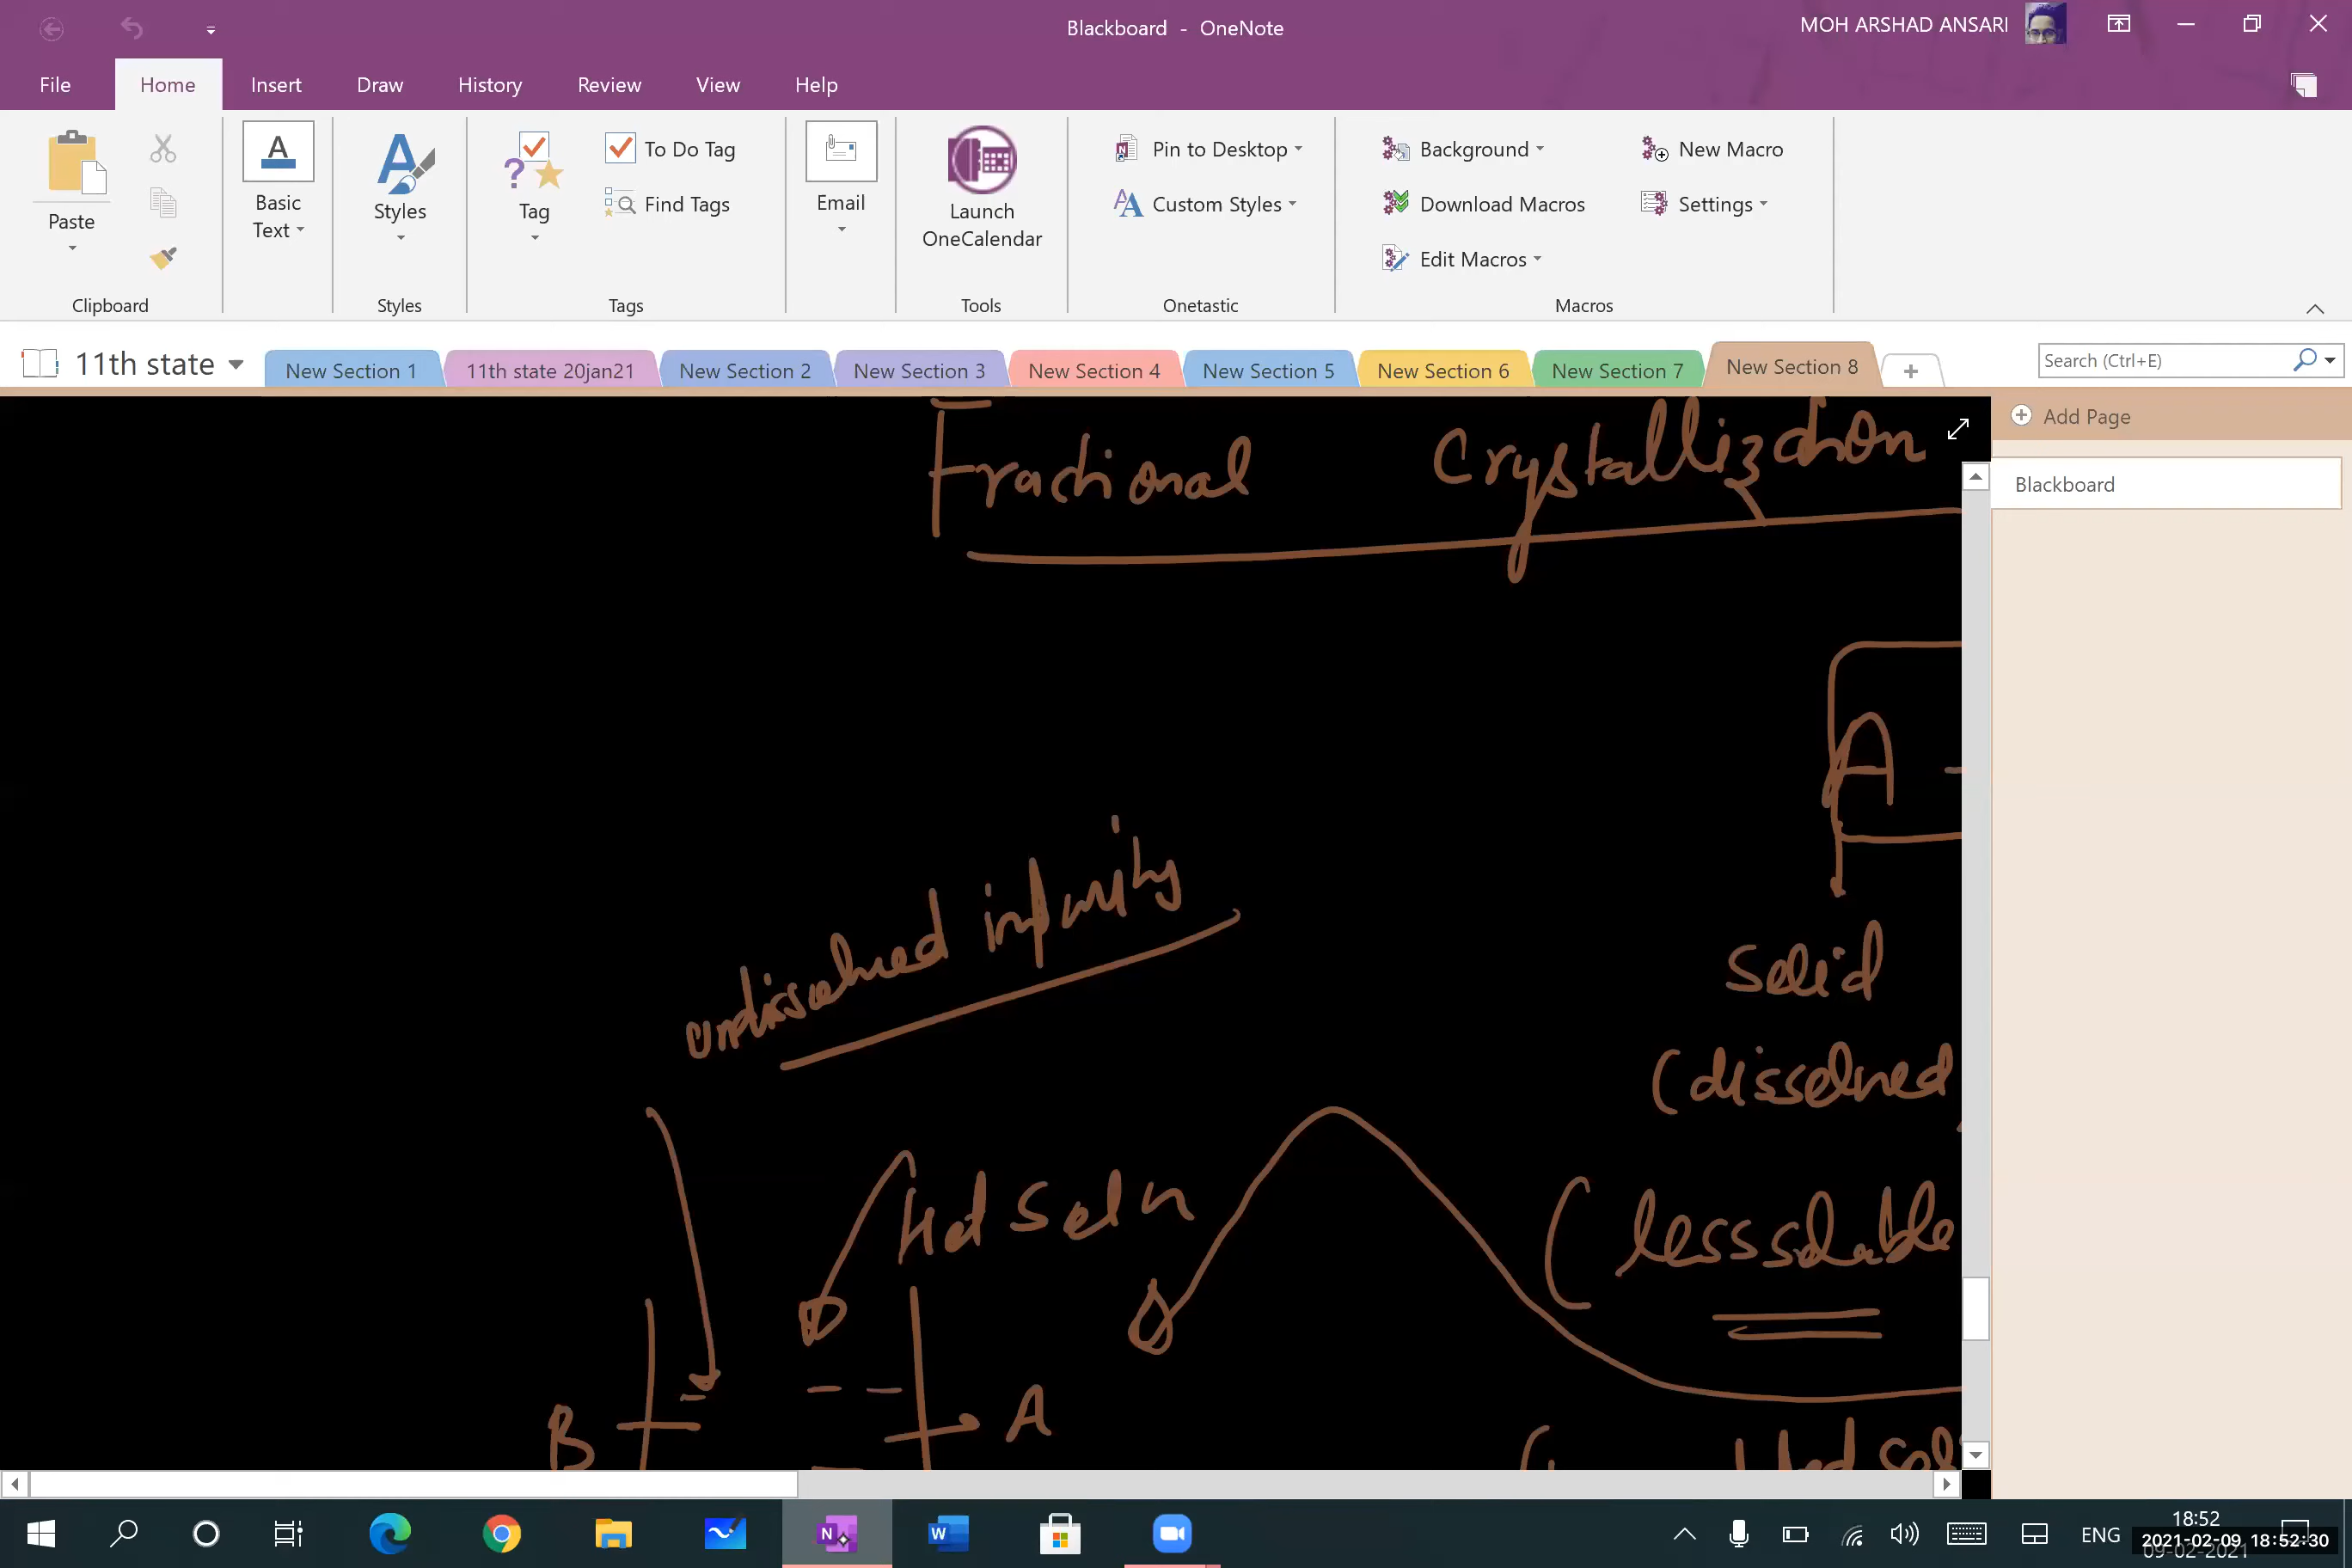 Blackboard - OneNote
MOH ARSHAD ANSARI
File Home Insert Draw History Review View Help
Paste
Clipboard
Basic
Text
Styles
Styles
Tag
To Do Tag
Find Tags
Tags
Email
Launch
OneCalendar
Tools
Pin to Desktop
Custom Styles
Onetastic
Background
Download Macros
Edit Macros
New Macro
Settings
Macros
11th state
New Section 1
11th state 20jan21
New Section 2
New Section 3
New Section 4
New Section 5
New Section 6
New Section 7
New Section 8
Search (Ctrl+E)
Add Page
Blackboard
Fractional Crystallization
A
undissolved impurity
Solid
(dissolved
Hot Soln
(less soluble
B
A
Hot sol
ENG
18:52
09-02-2021
2021-02-09 18:52:30